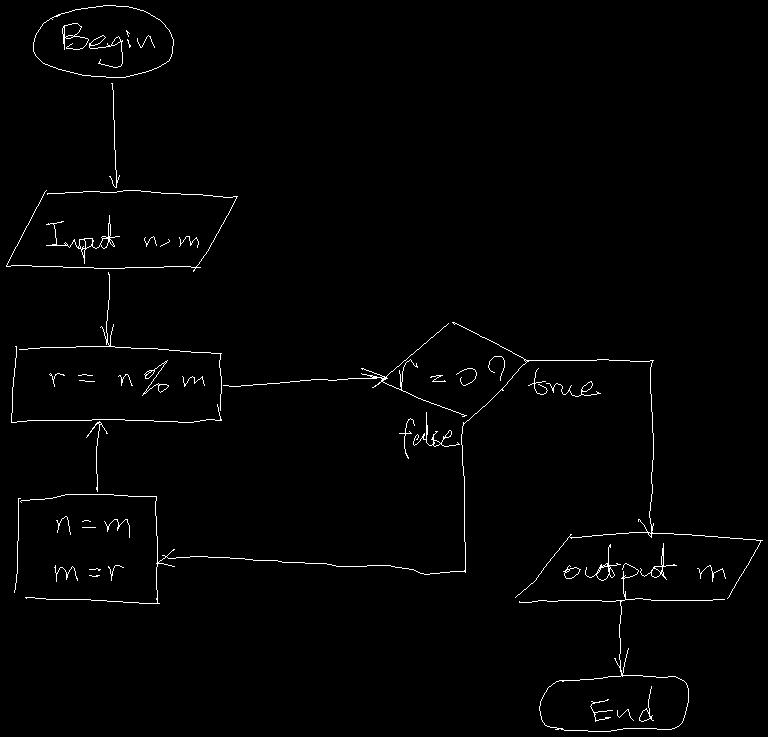 Begin
Input n, m
r = n % m
r = 0 ?
true
false
n = m
m = r
output m
End